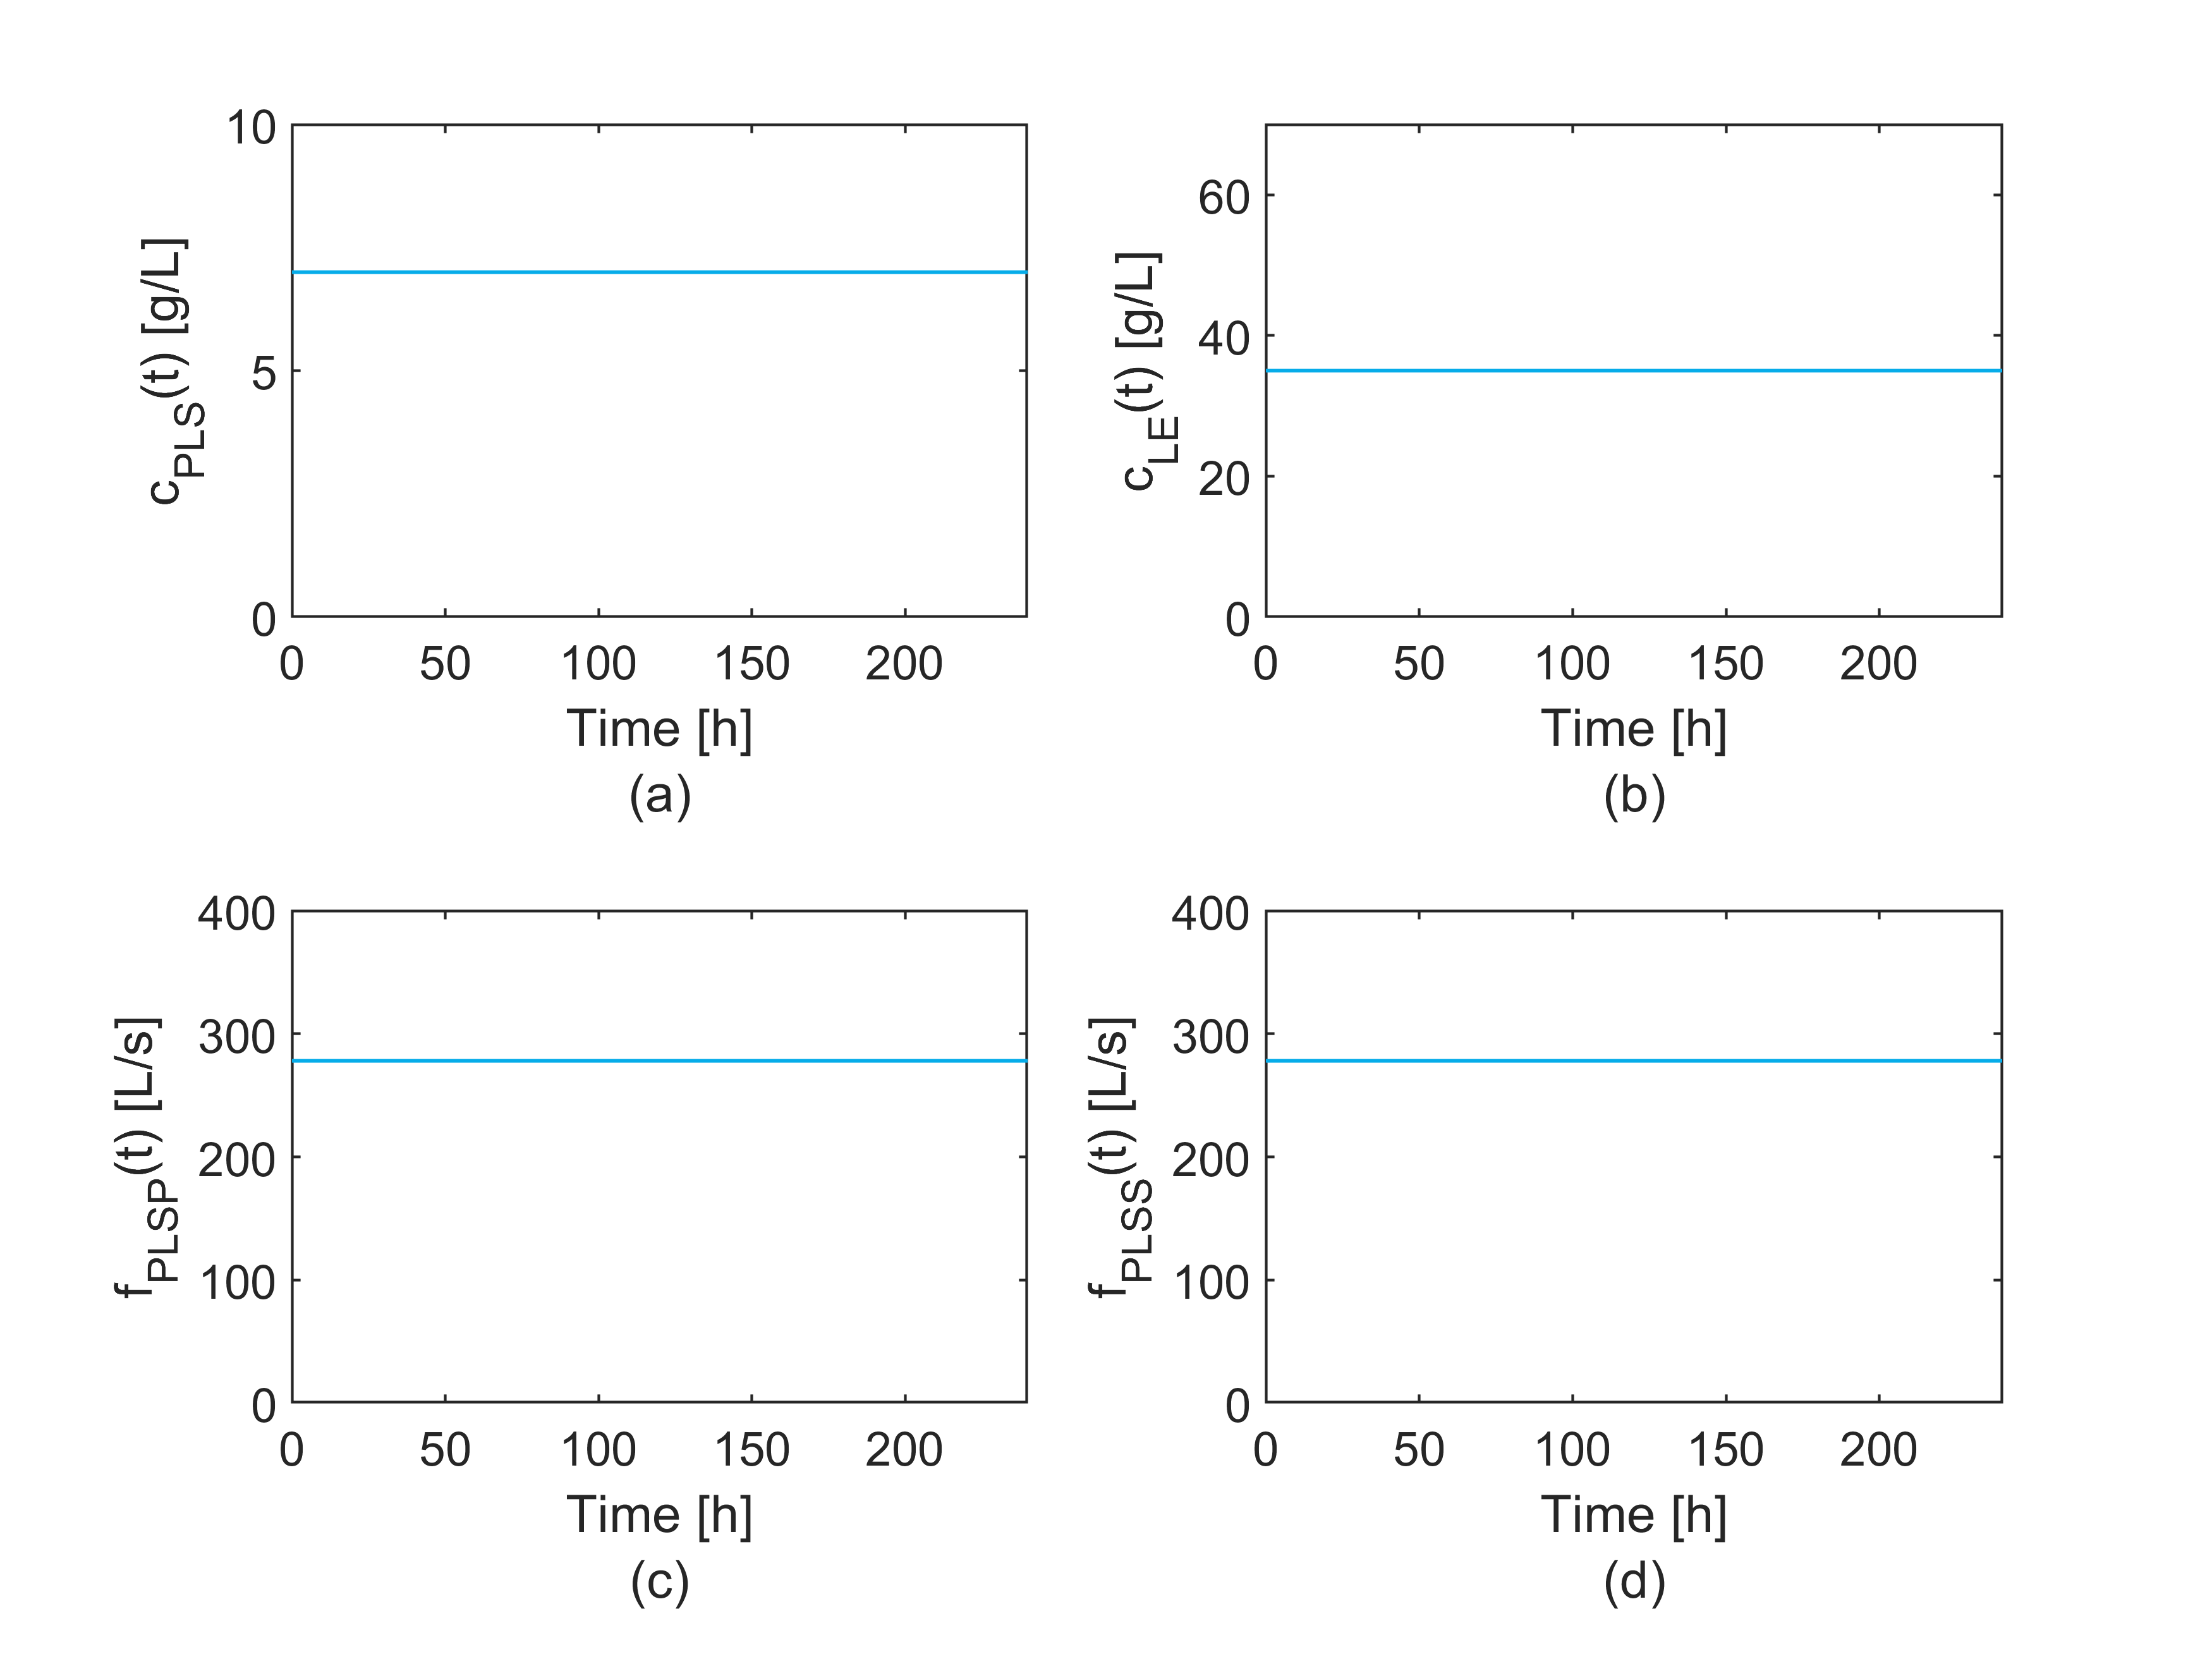 10
5
0
c_PLS(t) [g/L]
0 50 100 150 200
Time [h]
(a)
60
40
20
0
c_LE(t) [g/L]
0 50 100 150 200
Time [h]
(b)
400
300
200
100
0
f_PLSP(t) [L/s]
0 50 100 150 200
Time [h]
(c)
400
300
200
100
0
f_PLSS(t) [L/s]
0 50 100 150 200
Time [h]
(d)